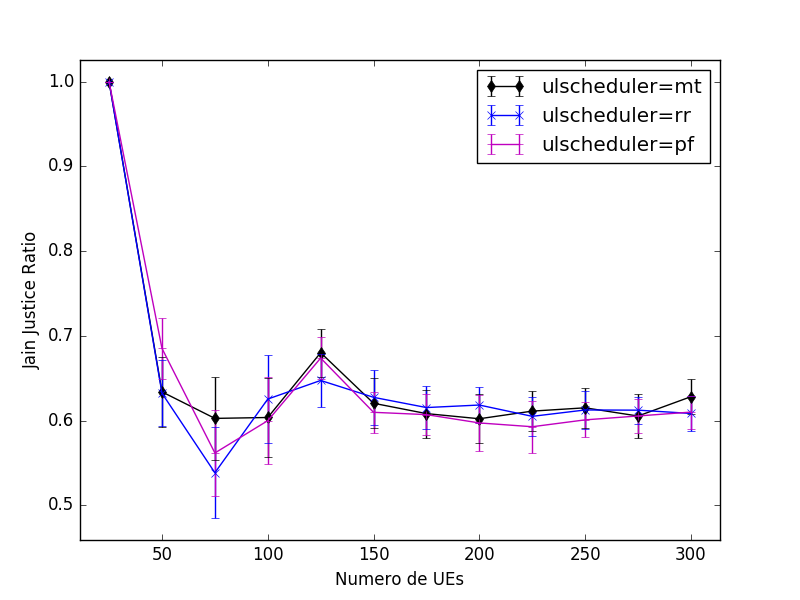 1.0
0.9
0.8
0.7
0.6
0.5
Jain Justice Ratio
ulscheduler=mt
ulscheduler=rr
ulscheduler=pf
50 100 150 200 250 300
Numero de UEs